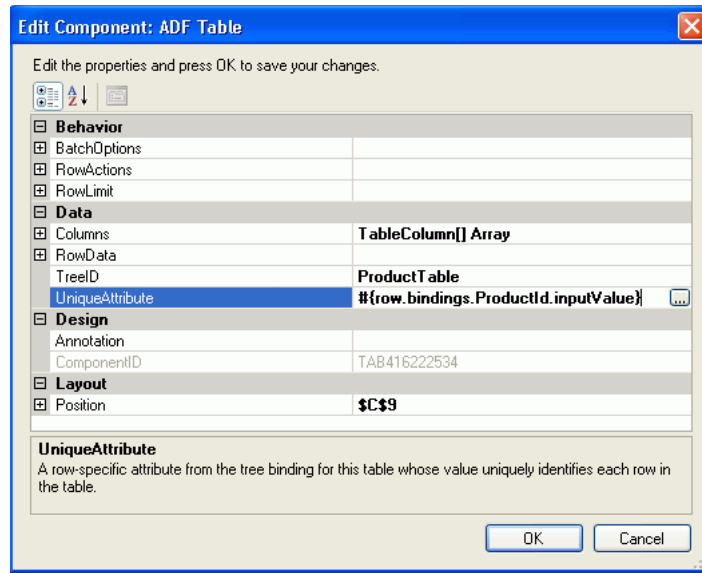 Edit Component: ADF Table
Edit the properties and press OK to save your changes.
Behavior
BatchOptions
RowActions
RowLimit
Data
Columns TableColumn[] Array
RowData
TreeID ProductTable
UniqueAttribute #{row.bindings.ProductId.inputValue} ...
Design
Annotation
ComponentID TAB416222534
Layout
Position $C$9
UniqueAttribute
A row-specific attribute from the tree binding for this table whose value uniquely identifies each row in
the table.
OK Cancel